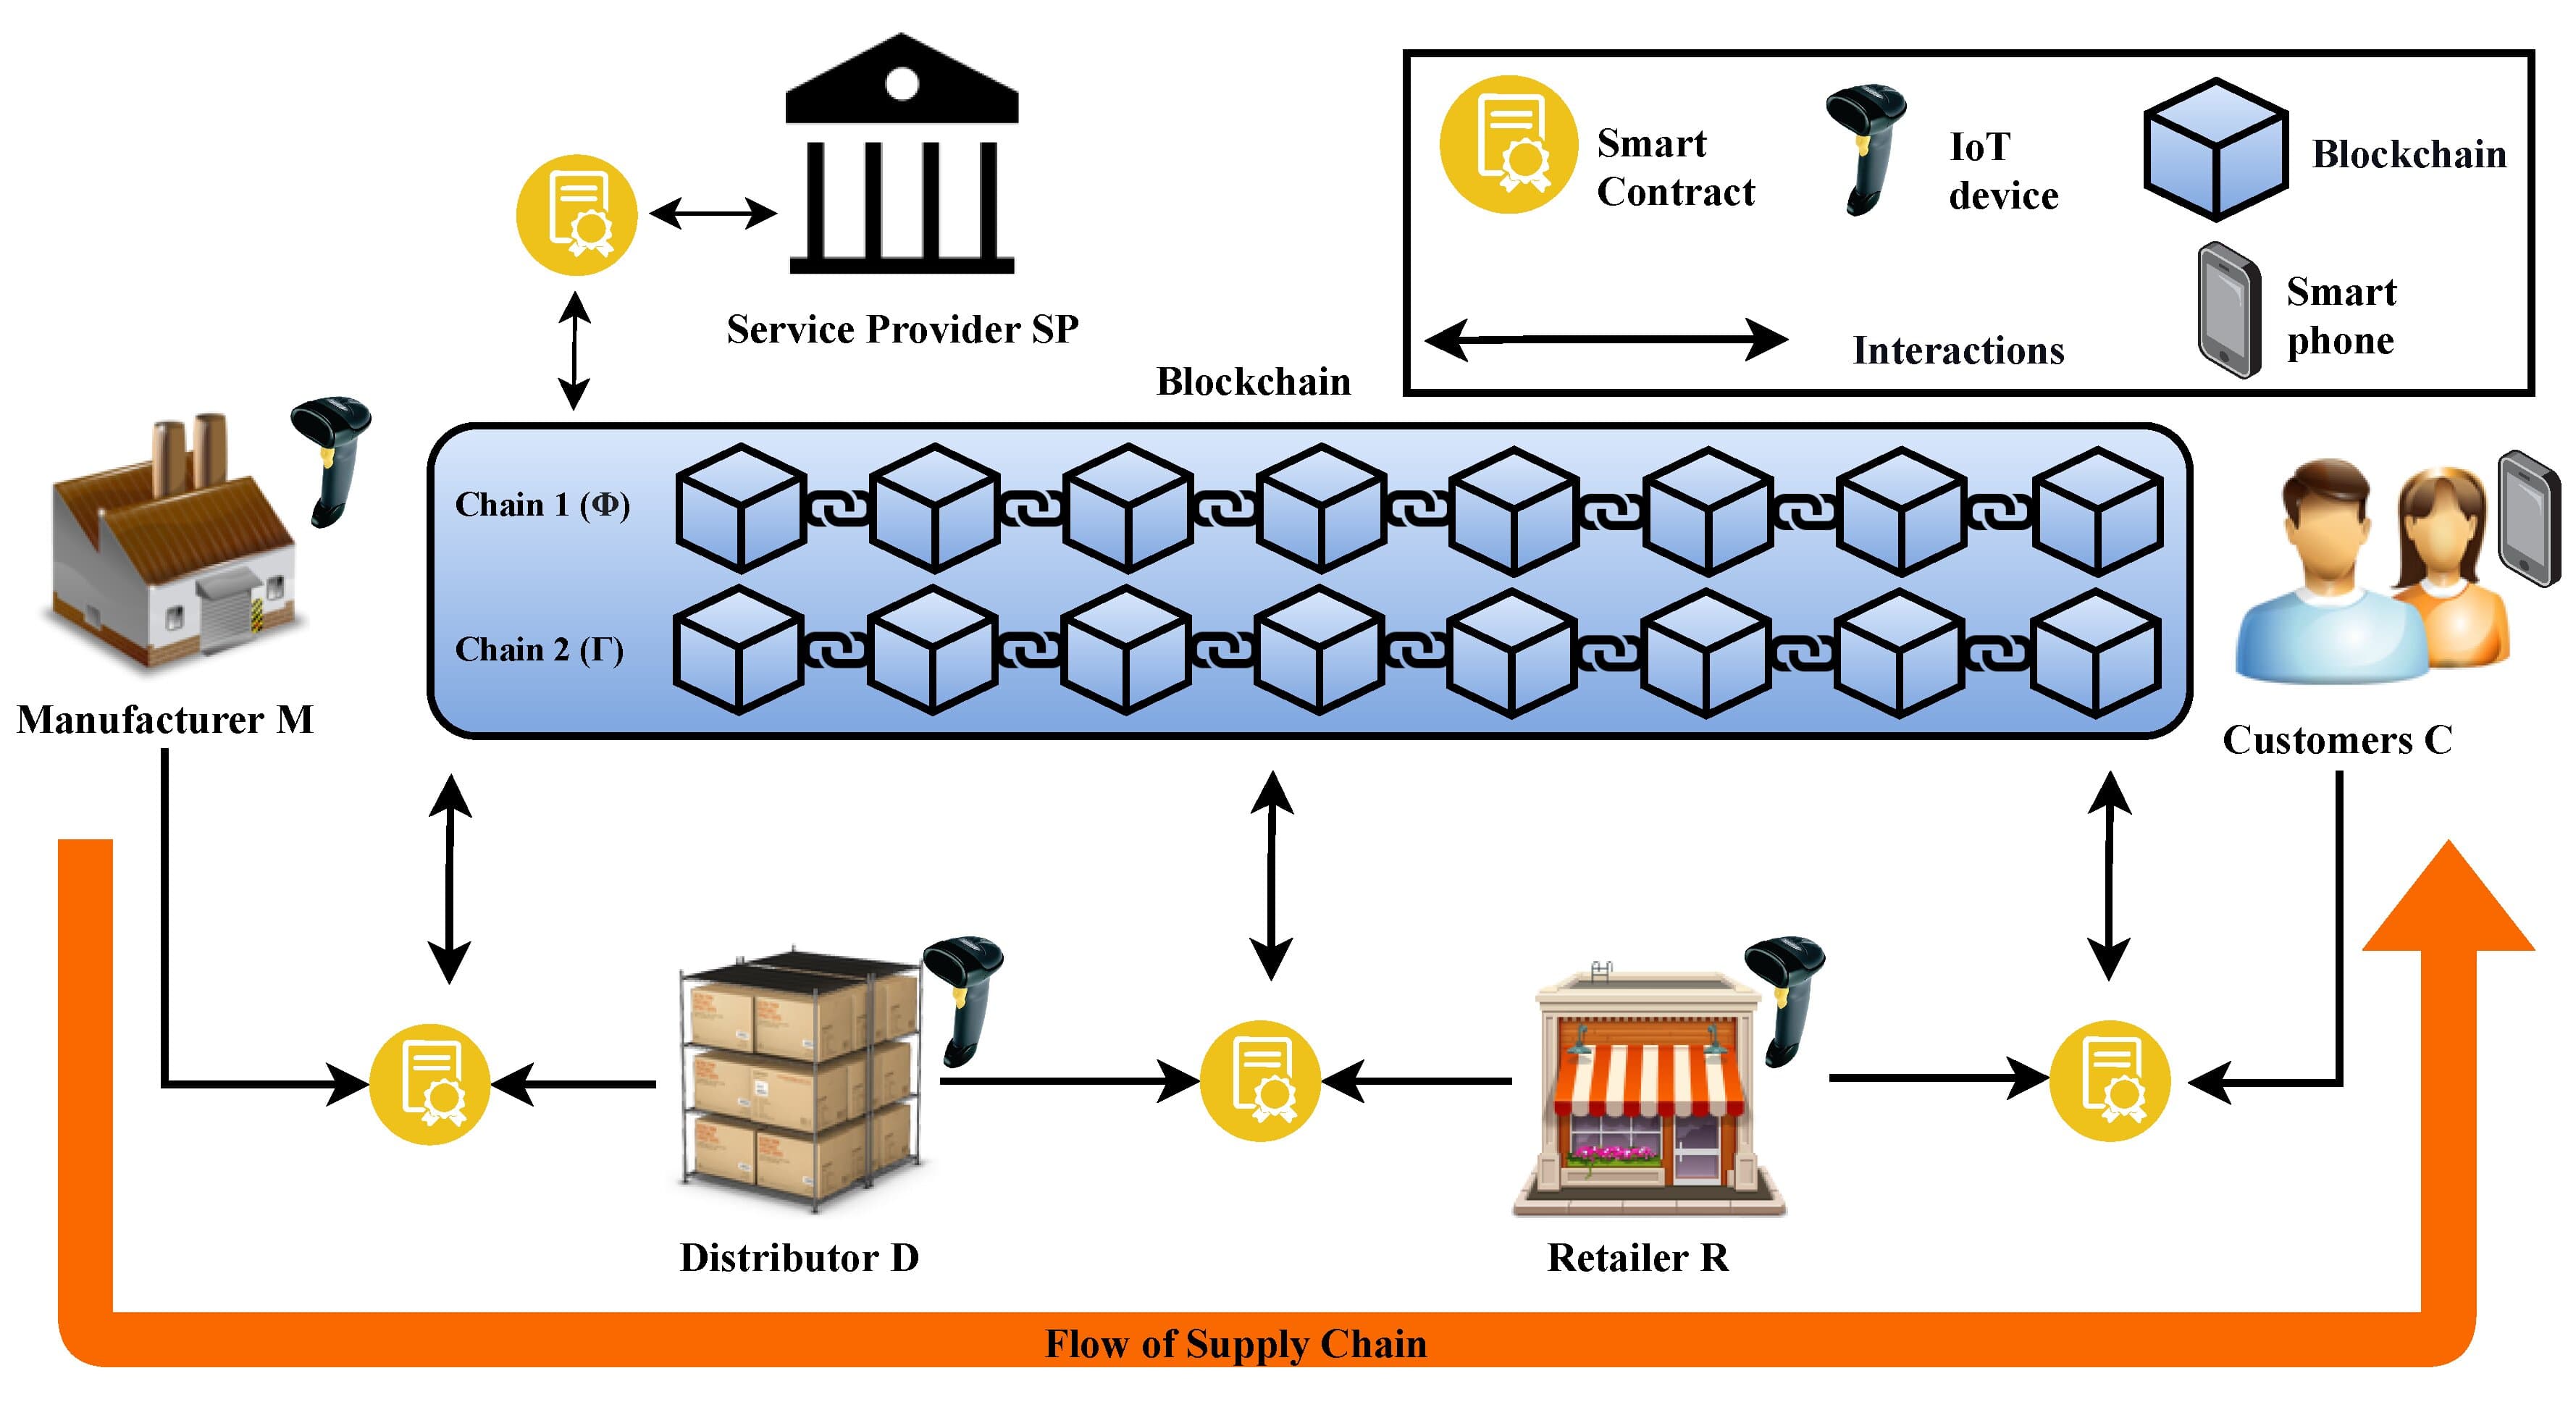 Smart
Contract
IoT
device
Blockchain
Interactions
Smart
phone
Service Provider SP
Blockchain
Chain 1 (Φ)
Chain 2 (Γ)
Manufacturer M
Customers C
Distributor D
Retailer R
Flow of Supply Chain